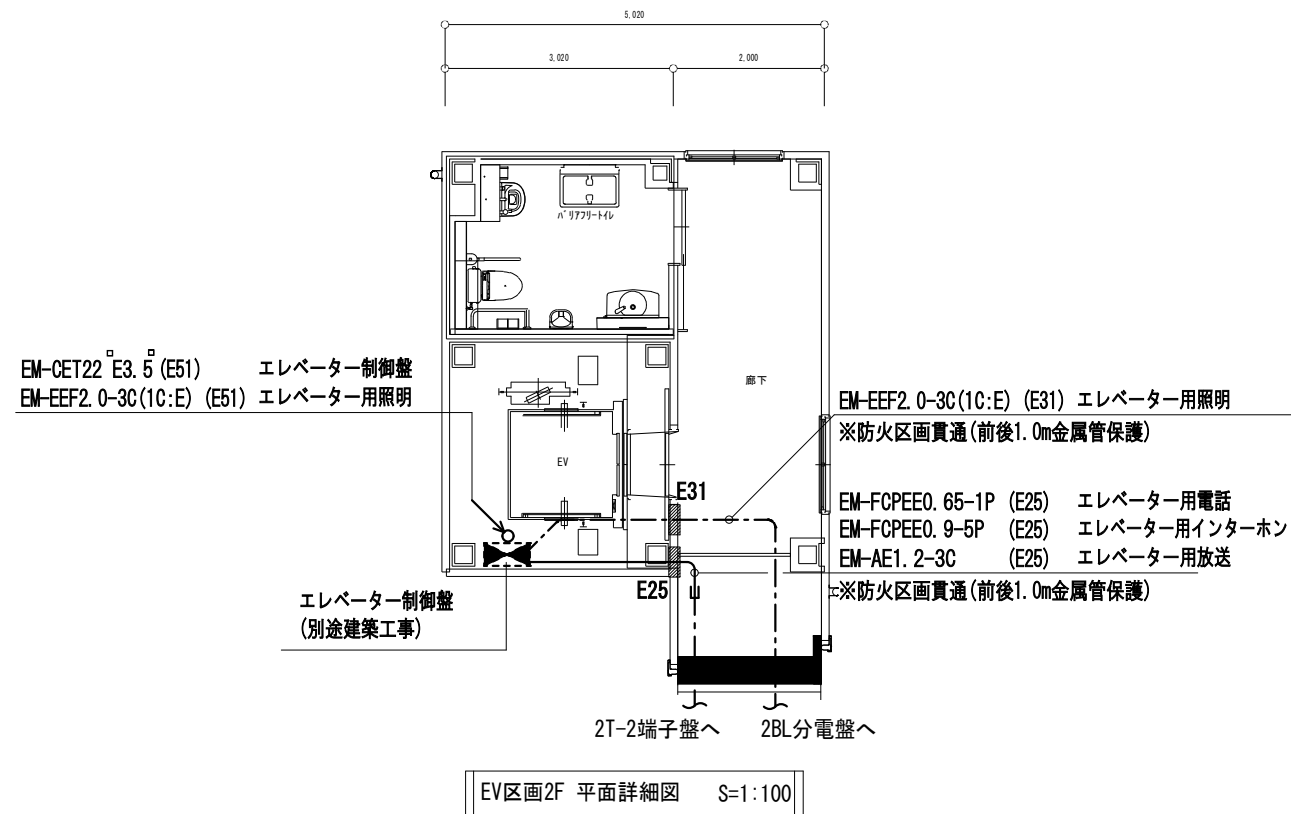 5,020
3,020
2,000
バリアフリートイレ
EM-CET22□ E3.5□ (E51) エレベーター制御盤
EM-EEF2.0-3C(1C:E) (E51) エレベーター用照明
廊下
EM-EEF2.0-3C(1C:E) (E31) エレベーター用照明
※防火区画貫通(前後1.0m金属管保護)
EV
E31
EM-FCPEE0.65-1P (E25) エレベーター用電話
EM-FCPEE0.9-5P (E25) エレベーター用インターホン
EM-AE1.2-3C (E25) エレベーター用放送
※防火区画貫通(前後1.0m金属管保護)
E25
エレベーター制御盤
(別途建築工事)
2T-2端子盤へ
2BL分電盤へ
EV区画2F 平面詳細図 S=1:100